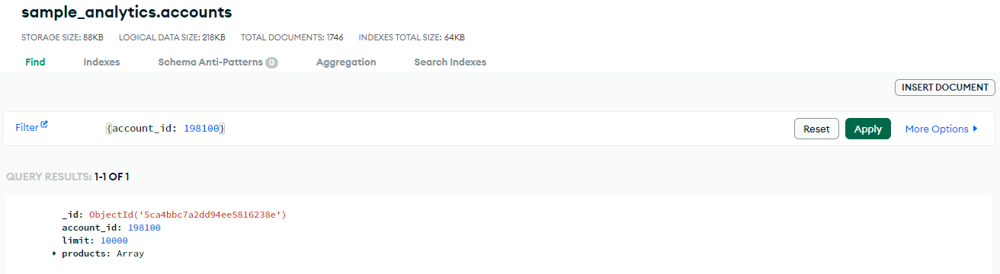 sample_analytics.accounts
STORAGE SIZE: 88KB LOGICAL DATA SIZE: 218KB TOTAL DOCUMENTS: 1746 INDEXES TOTAL SIZE: 64KB
Find Indexes Schema Anti-Patterns 0 Aggregation Search Indexes
INSERT DOCUMENT
Filter {account_id: 198100} Reset Apply More Options
QUERY RESULTS: 1-1 OF 1
_id: ObjectId('5ca4bbc7a2dd94ee5816238e')
account_id: 198100
limit: 10000
products: Array